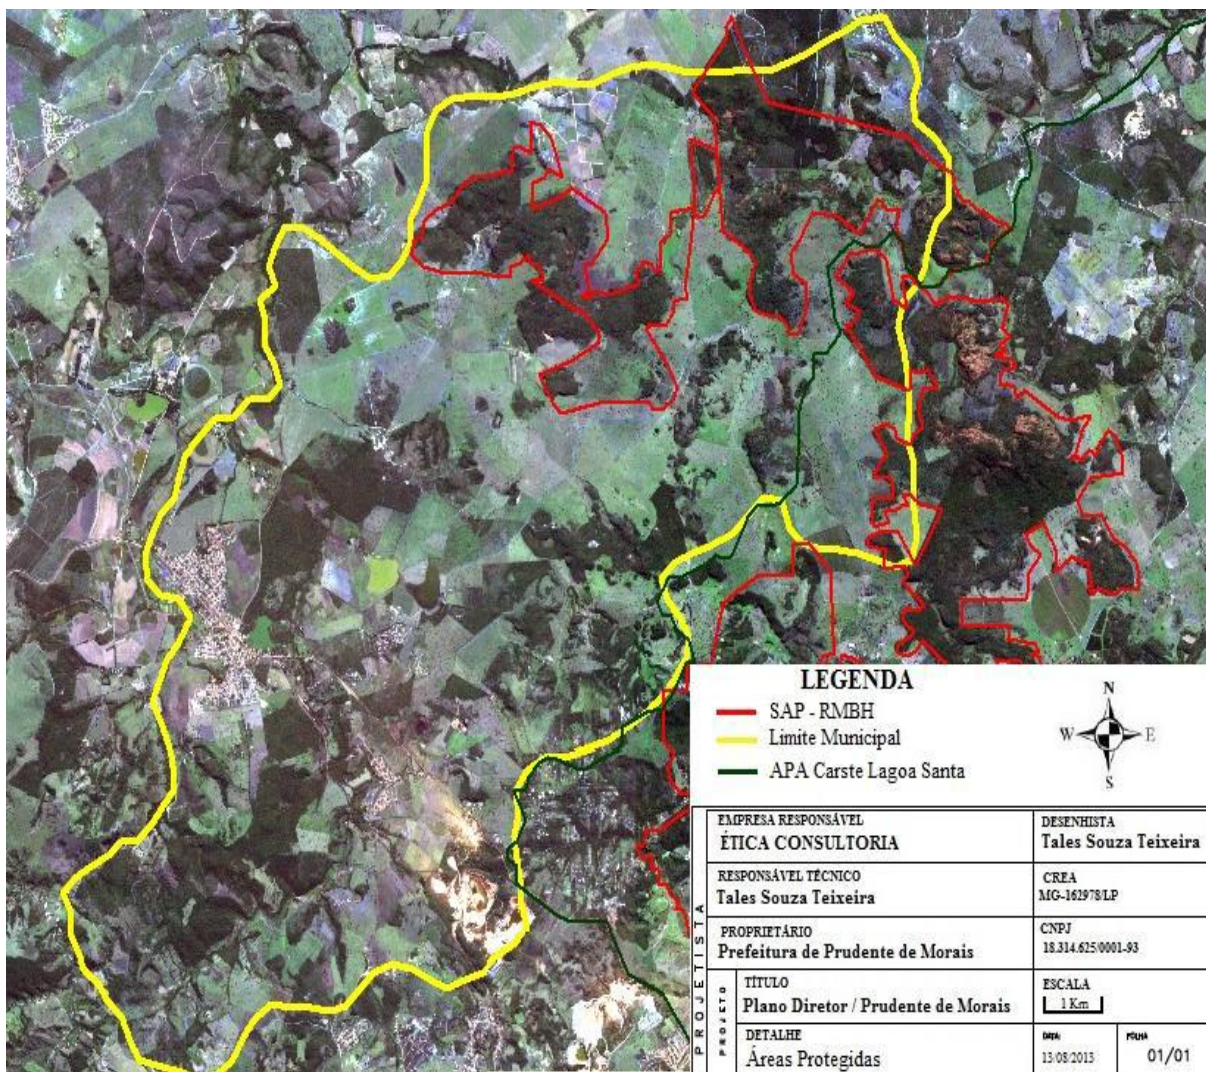 LEGENDA
SAP - RMBH
Limite Municipal
APA Carste Lagoa Santa
N
W E
S
PROJETISTA
EMPRESA RESPONSÁVEL
ÉTICA CONSULTORIA
DESENHISTA
Tales Souza Teixeira
RESPONSÁVEL TÉCNICO
Tales Souza Teixeira
CREA
MG-162978/LP
PROPRIETÁRIO
Prefeitura de Prudente de Morais
CNPJ
18.314.625/0001-93
PROJETO
TÍTULO
Plano Diretor / Prudente de Morais
ESCALA
1 Km
DETALHE
Áreas Protegidas
DATA:
13/08/2013
FOLHA
01/01